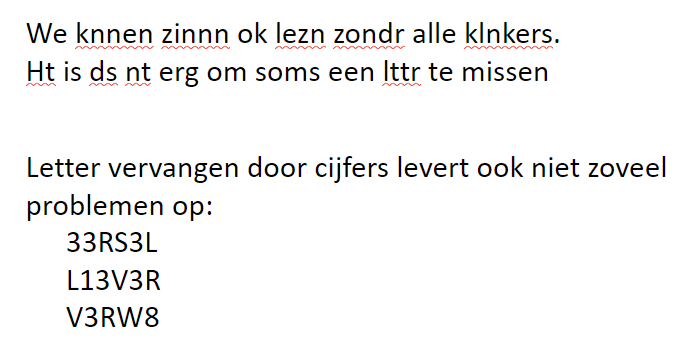 We knnen zinnn ok lezn zondr alle klnkers.
Ht is ds nt erg om soms een lttr te missen
Letter vervangen door cijfers levert ook niet zoveel
problemen op:
33RS3L
L13V3R
V3RW8